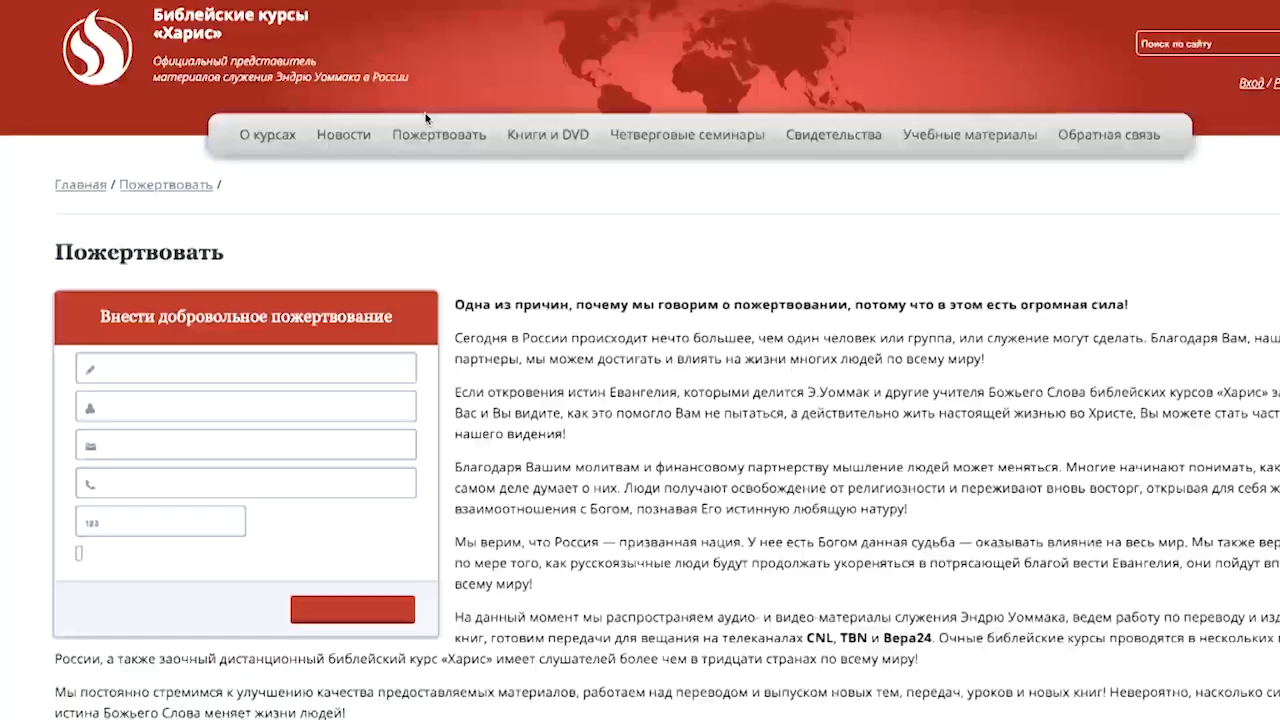 Библейские курсы
«Харис»
Официальный представитель
материалов служения Эндрю Уоммака в России
Поиск по сайту
Вход /
О курсах Новости Пожертвовать Книги и DVD Четверговые семинары Свидетельства Учебные материалы Обратная связь
Главная / Пожертвовать /
Пожертвовать
Внести добровольное пожертвование
123
Одна из причин, почему мы говорим о пожертвовании, потому что в этом есть огромная сила!
Сегодня в России происходит нечто большее, чем один человек или группа, или служение могут сделать. Благодаря Вам, наш
партнеры, мы можем достигать и влиять на жизни многих людей по всему миру!
Если откровения истин Евангелия, которыми делится Э.Уоммак и другие учителя Божьего Слова библейских курсов «Харис» за
Вас и Вы видите, как это помогло Вам не пытаться, а действительно жить настоящей жизнью во Христе, Вы можете стать част
нашего видения!
Благодаря Вашим молитвам и финансовому партнерству мышление людей может меняться. Многие начинают понимать, как
самом деле думает о них. Люди получают освобождение от религиозности и переживают вновь восторг, открывая для себя ж
взаимоотношения с Богом, познавая Его истинную любящую натуру!
Мы верим, что Россия — призванная нация. У нее есть Богом данная судьба — оказывать влияние на весь мир. Мы также вер
по мере того, как русскоязычные люди будут продолжать укореняться в потрясающей благой вести Евангелия, они пойдут вп
всему миру!
На данный момент мы распространяем аудио- и видео-материалы служения Эндрю Уоммака, ведем работу по переводу и изд
книг, готовим передачи для вещания на телеканалах CNL, TBN и Вера24. Очные библейские курсы проводятся в нескольких
России, а также заочный дистанционный библейский курс «Харис» имеет слушателей более чем в тридцати странах по всему миру!
Мы постоянно стремимся к улучшению качества предоставляемых материалов, работаем над переводом и выпуском новых тем, передач, уроков и новых книг! Невероятно, насколько си
истина Божьего Слова меняет жизни людей!